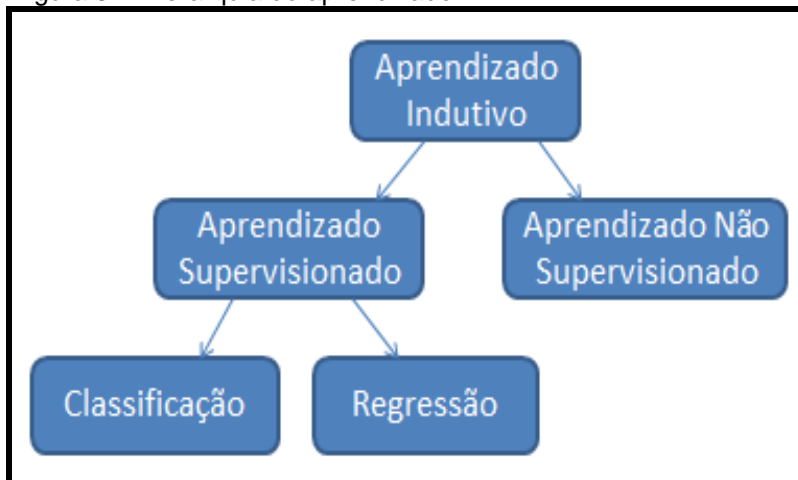 Aprendizado
Indutivo
Aprendizado
Supervisionado
Aprendizado Não
Supervisionado
Classificação
Regressão